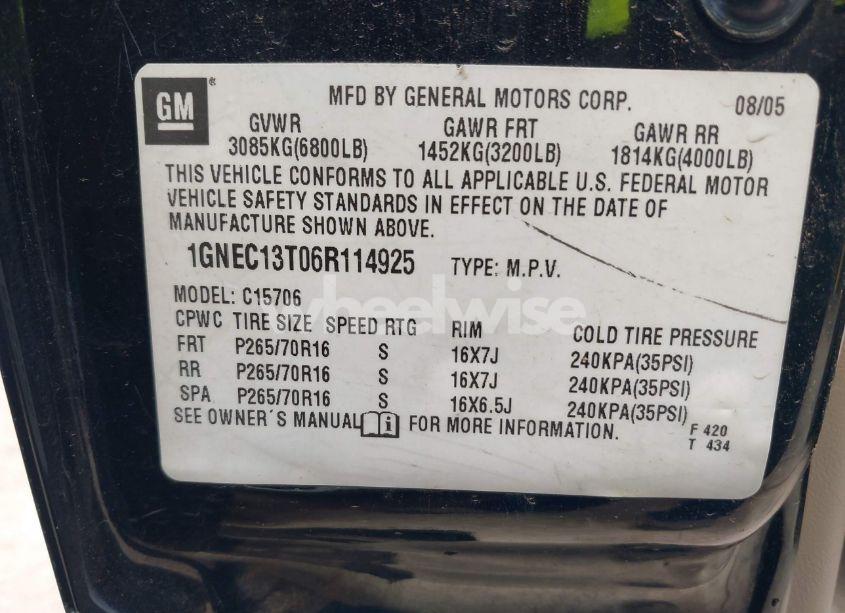 GM ® MFD BY GENERAL MOTORS CORP. 08/05
GVWR GAWR FRT GAWR RR
3085KG(6800LB) 1452KG(3200LB) 1814KG(4000LB)
THIS VEHICLE CONFORMS TO ALL APPLICABLE U.S. FEDERAL MOTOR
VEHICLE SAFETY STANDARDS IN EFFECT ON THE DATE OF
MANUFACTURE SHOWN ABOVE.
1GNEC13T06R114925 TYPE: M.P.V.
MODEL: C15706
wheelwise
CPWC TIRE SIZE SPEED RTG RIM COLD TIRE PRESSURE
FRT P265/70R16 S 16X7J 240KPA(35PSI)
RR P265/70R16 S 16X7J 240KPA(35PSI)
SPA P265/70R16 S 16X6.5J 240KPA(35PSI)
SEE OWNER´S MANUAL i FOR MORE INFORMATION.
F 420
T 434